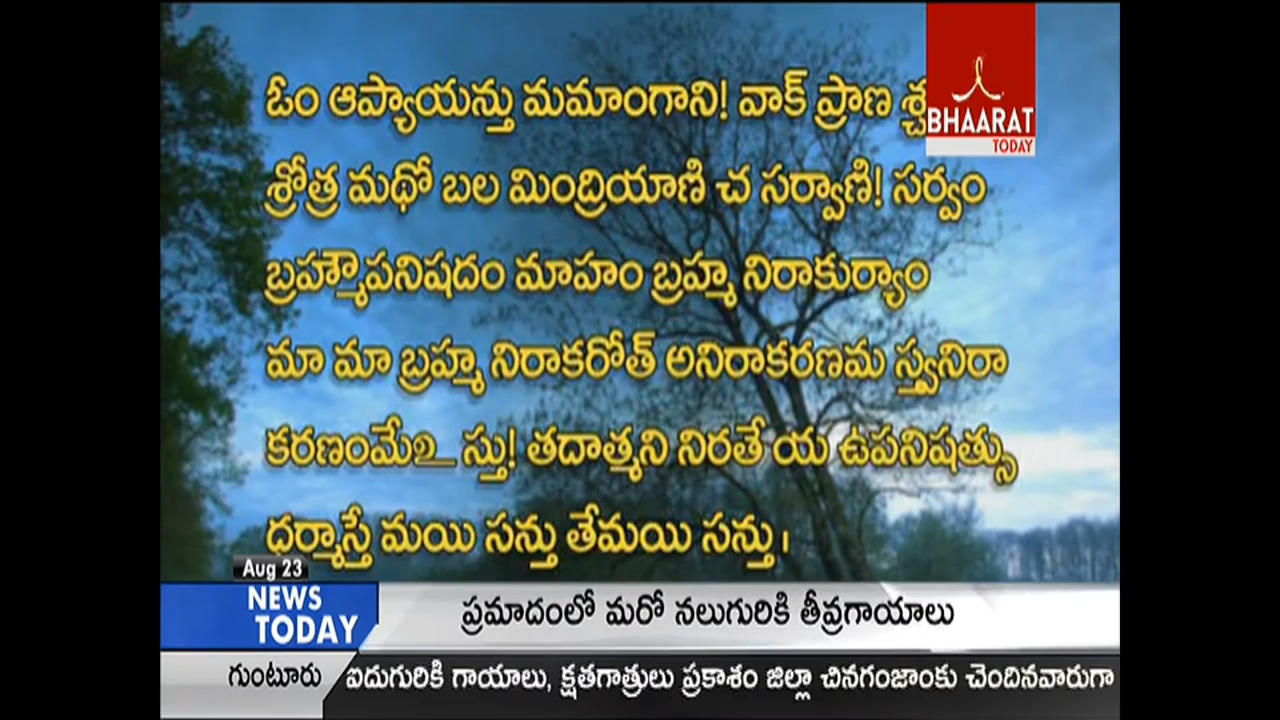 ఓం ఆప్యాయన్తు మమాంగాని! వాక్ ప్రాణ శ్చ
BHAARAT
TODAY
శ్రోత్ర మథో బల మింద్రియాణి చ సర్వాణి! సర్వం
బ్రహ్మౌపనిషదం మాహం బ్రహ్మ నిరాకుర్యాం
మా మా బ్రహ్మ నిరాకరోత్ అనిరాకరణమ స్త్వనిరా
కరణంమేఽ స్తు! తదాత్మని నిరతే య ఉపనిషత్సు
ధర్మాస్తే మయి సన్తు తేమయి సన్తు।
Aug 23
NEWS
TODAY
ప్రమాదంలో మరో నలుగురికి తీవ్రగాయాలు
గుంటూరు
ఐదుగురికి గాయాలు, క్షతగాత్రులు ప్రకాశం జిల్లా చినగంజాంకు చెందినవారుగా